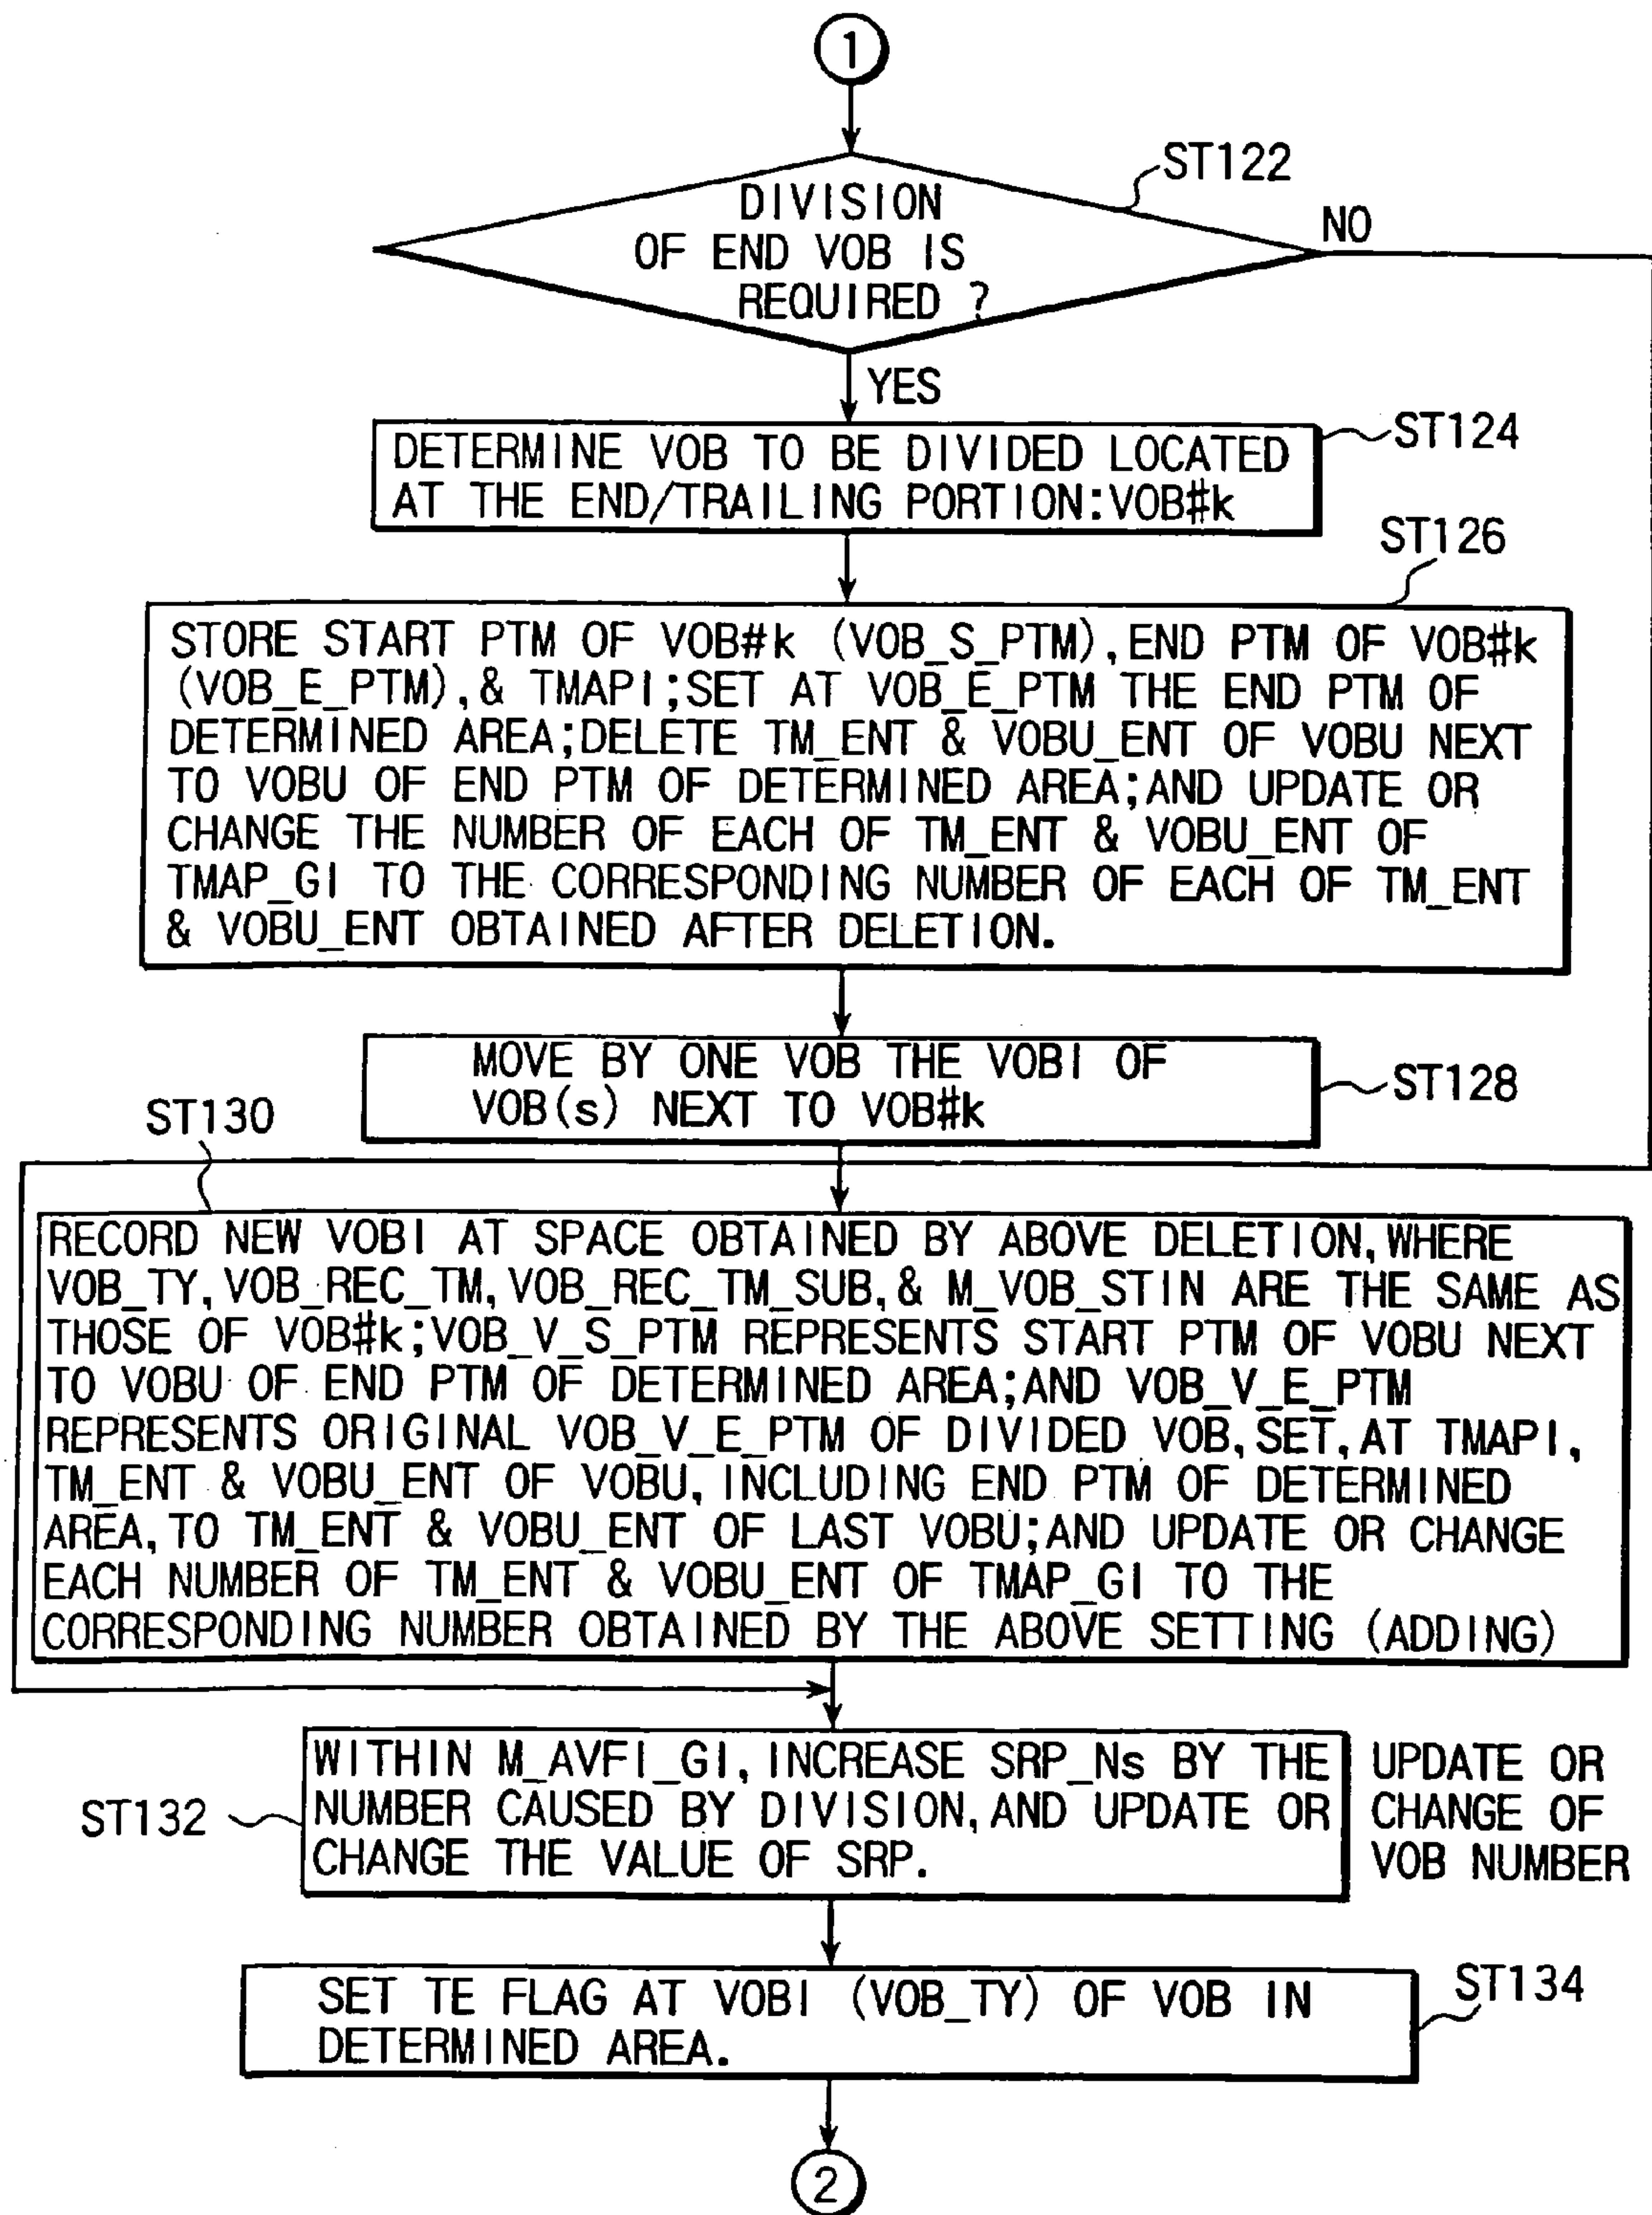 1
ST122
DIVISION
OF END VOB IS
REQUIRED ?
NO
YES
ST124
DETERMINE VOB TO BE DIVIDED LOCATED
AT THE END/TRAILING PORTION:VOB#k
ST126
STORE START PTM OF VOB#k (VOB_S_PTM),END PTM OF VOB#k
(VOB_E_PTM),& TMAPI;SET AT VOB_E_PTM THE END PTM OF
DETERMINED AREA;DELETE TM_ENT & VOBU_ENT OF VOBU NEXT
TO VOBU OF END PTM OF DETERMINED AREA;AND UPDATE OR
CHANGE THE NUMBER OF EACH OF TM_ENT & VOBU_ENT OF
TMAP_GI TO THE CORRESPONDING NUMBER OF EACH OF TM_ENT
& VOBU_ENT OBTAINED AFTER DELETION.
MOVE BY ONE VOB THE VOBI OF
VOB(s) NEXT TO VOB#k
ST128
ST130
RECORD NEW VOBI AT SPACE OBTAINED BY ABOVE DELETION,WHERE
VOB_TY,VOB_REC_TM,VOB_REC_TM_SUB,& M_VOB_STIN ARE THE SAME AS
THOSE OF VOB#k;VOB_V_S_PTM REPRESENTS START PTM OF VOBU NEXT
TO VOBU OF END PTM OF DETERMINED AREA;AND VOB_V_E_PTM
REPRESENTS ORIGINAL VOB_V_E_PTM OF DIVIDED VOB,SET,AT TMAPI,
TM_ENT & VOBU_ENT OF VOBU,INCLUDING END PTM OF DETERMINED
AREA,TO TM_ENT & VOBU_ENT OF LAST VOBU;AND UPDATE OR CHANGE
EACH NUMBER OF TM_ENT & VOBU_ENT OF TMAP_GI TO THE
CORRESPONDING NUMBER OBTAINED BY THE ABOVE SETTING (ADDING)
ST132
WITHIN M_AVFI_GI,INCREASE SRP_Ns BY THE
NUMBER CAUSED BY DIVISION,AND UPDATE OR
CHANGE THE VALUE OF SRP.
UPDATE OR
CHANGE OF
VOB NUMBER
ST134
SET TE FLAG AT VOBI (VOB_TY) OF VOB IN
DETERMINED AREA.
2